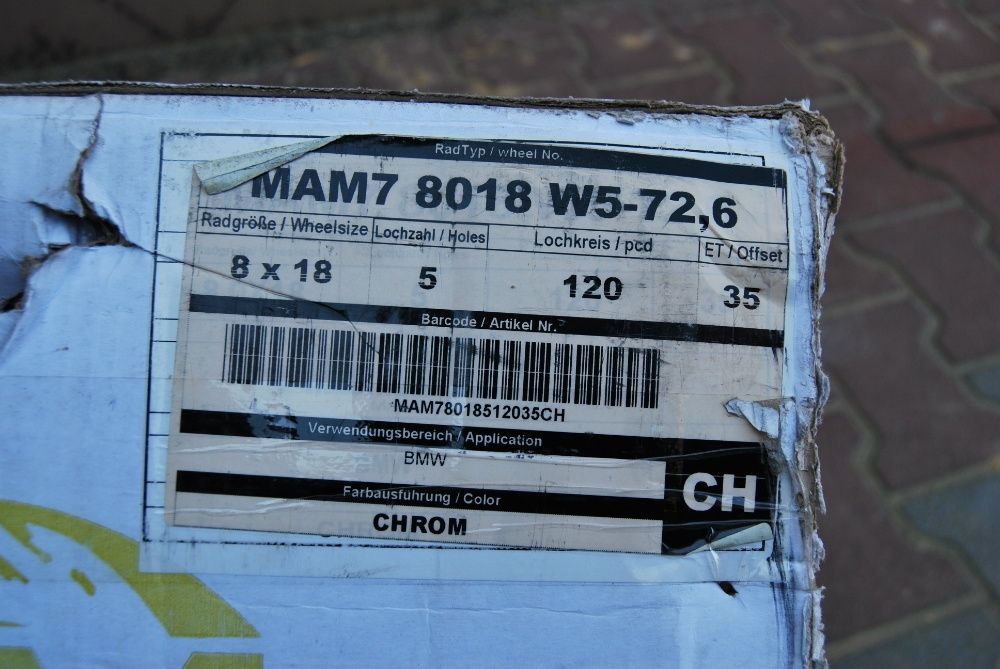 RadTyp / wheel No.
MAM7 8018 W5-72,6
Radgröße / Wheelsize Lochzahl / Holes Lochkreis / pcd ET / Offset
8 x 18 5 120 35
Barcode / Artikel Nr.
MAM78018512035CH
Verwendungsbereich / Application
BMW
Farbausführung / Color
CHROM
CH